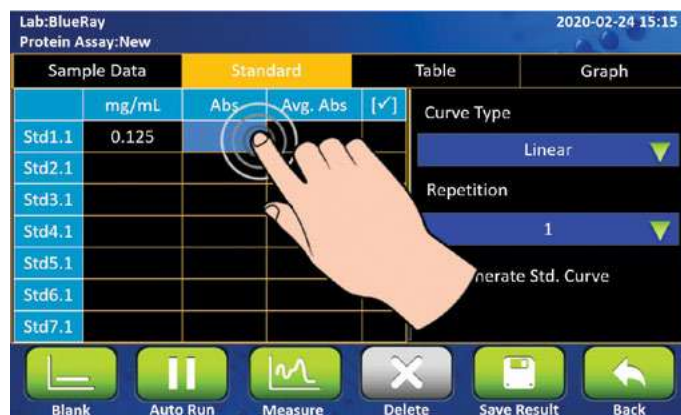 Lab:BlueRay 2020-02-24 15:15
Protein Assay:New
Sample Data Standard Table Graph
mg/mL Abs Avg. Abs [✓]
Curve Type
Std1.1 0.125
Linear
Std2.1
Repetition
Std3.1
Std4.1 1
Std5.1
Std. Curve
Std6.1
Std7.1
Blank Auto Run Measure Delete Save Result Back